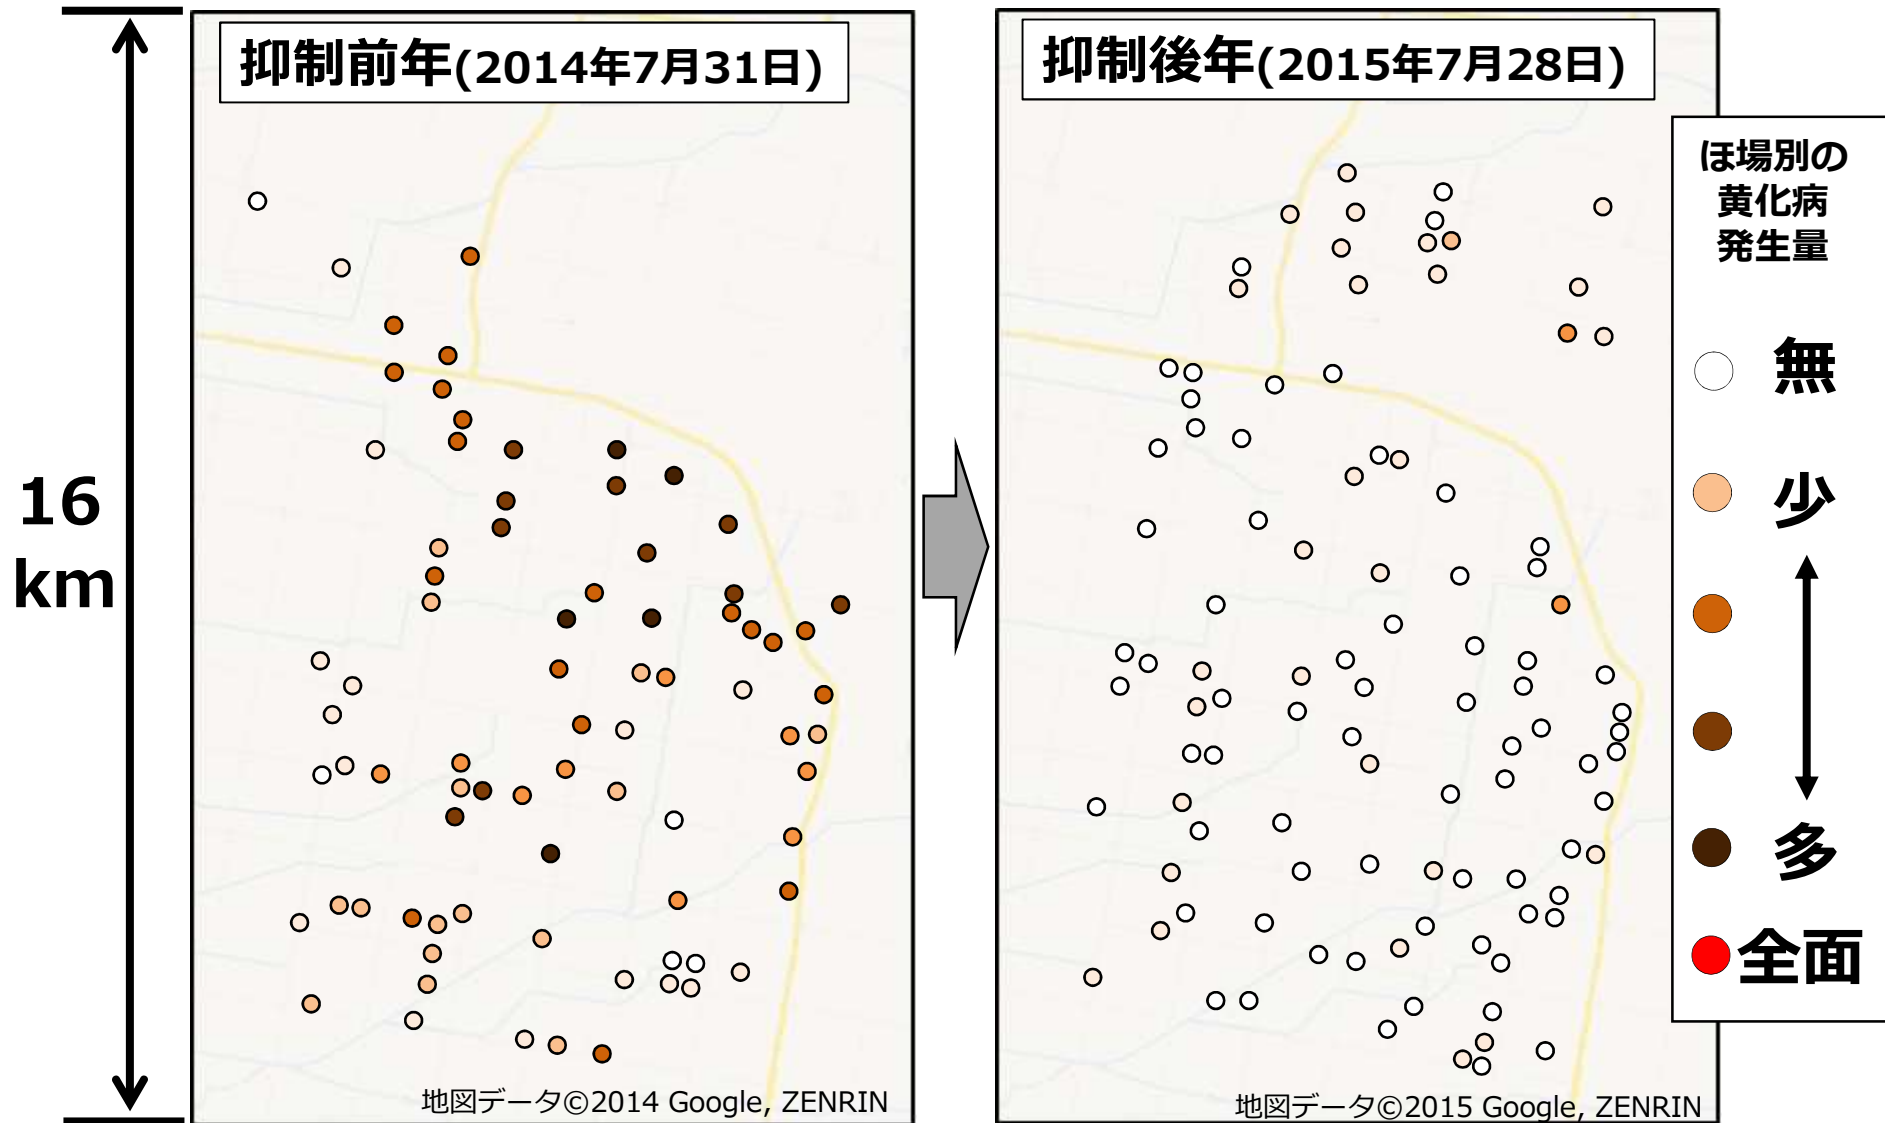 抑制前年(2014年7月31日)
抑制後年(2015年7月28日)
16
km
ほ場別の
黄化病
発生量
無
少
多
全面
地図データ©2014 Google, ZENRIN
地図データ©2015 Google, ZENRIN